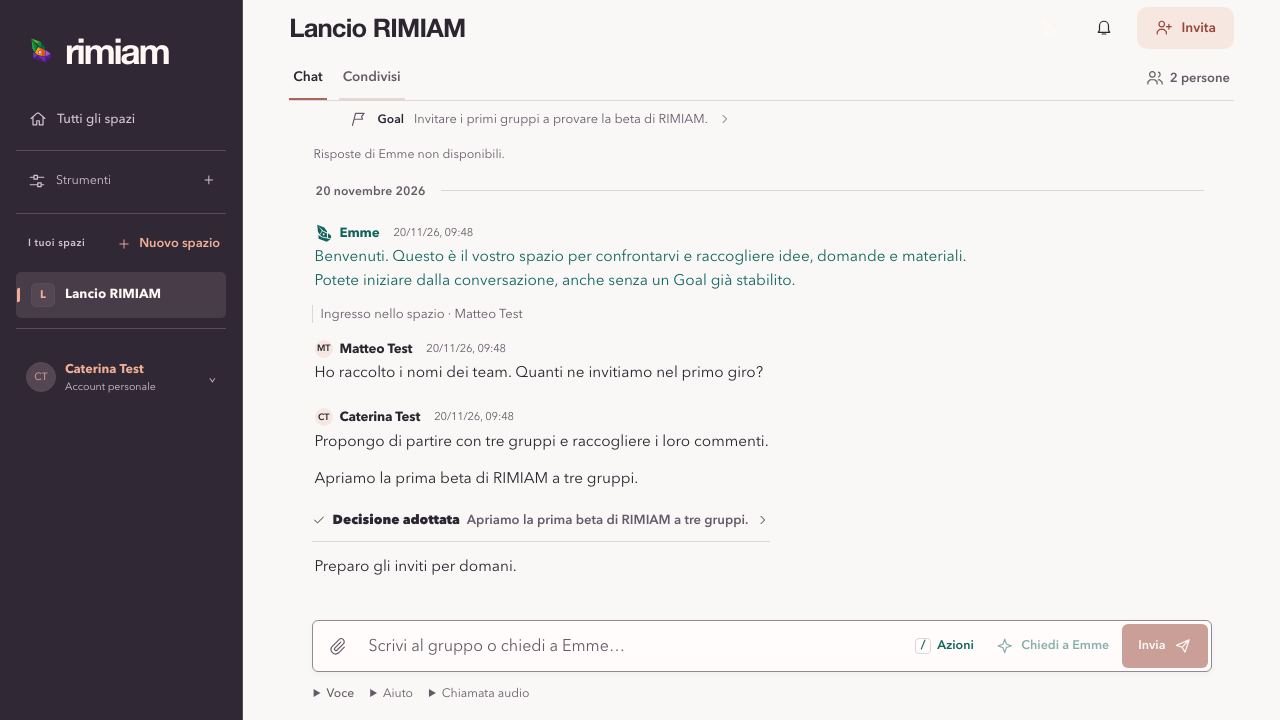 rimiam
Tutti gli spazi
Strumenti +
I tuoi spazi + Nuovo spazio
L Lancio RIMIAM
CT Caterina Test
Account personale
Lancio RIMIAM
Invita
Chat Condivisi
2 persone
Goal Invitare i primi gruppi a provare la beta di RIMIAM.
Risposte di Emme non disponibili.
20 novembre 2026
Emme 20/11/26, 09:48
Benvenuti. Questo è il vostro spazio per confrontarvi e raccogliere idee, domande e materiali.
Potete iniziare dalla conversazione, anche senza un Goal già stabilito.
Ingresso nello spazio · Matteo Test
MT Matteo Test 20/11/26, 09:48
Ho raccolto i nomi dei team. Quanti ne invitiamo nel primo giro?
CT Caterina Test 20/11/26, 09:48
Propongo di partire con tre gruppi e raccogliere i loro commenti.
Apriamo la prima beta di RIMIAM a tre gruppi.
Decisione adottata Apriamo la prima beta di RIMIAM a tre gruppi.
Preparo gli inviti per domani.
Scrivi al gruppo o chiedi a Emme…
/ Azioni
Chiedi a Emme
Invia
Voce Aiuto Chiamata audio